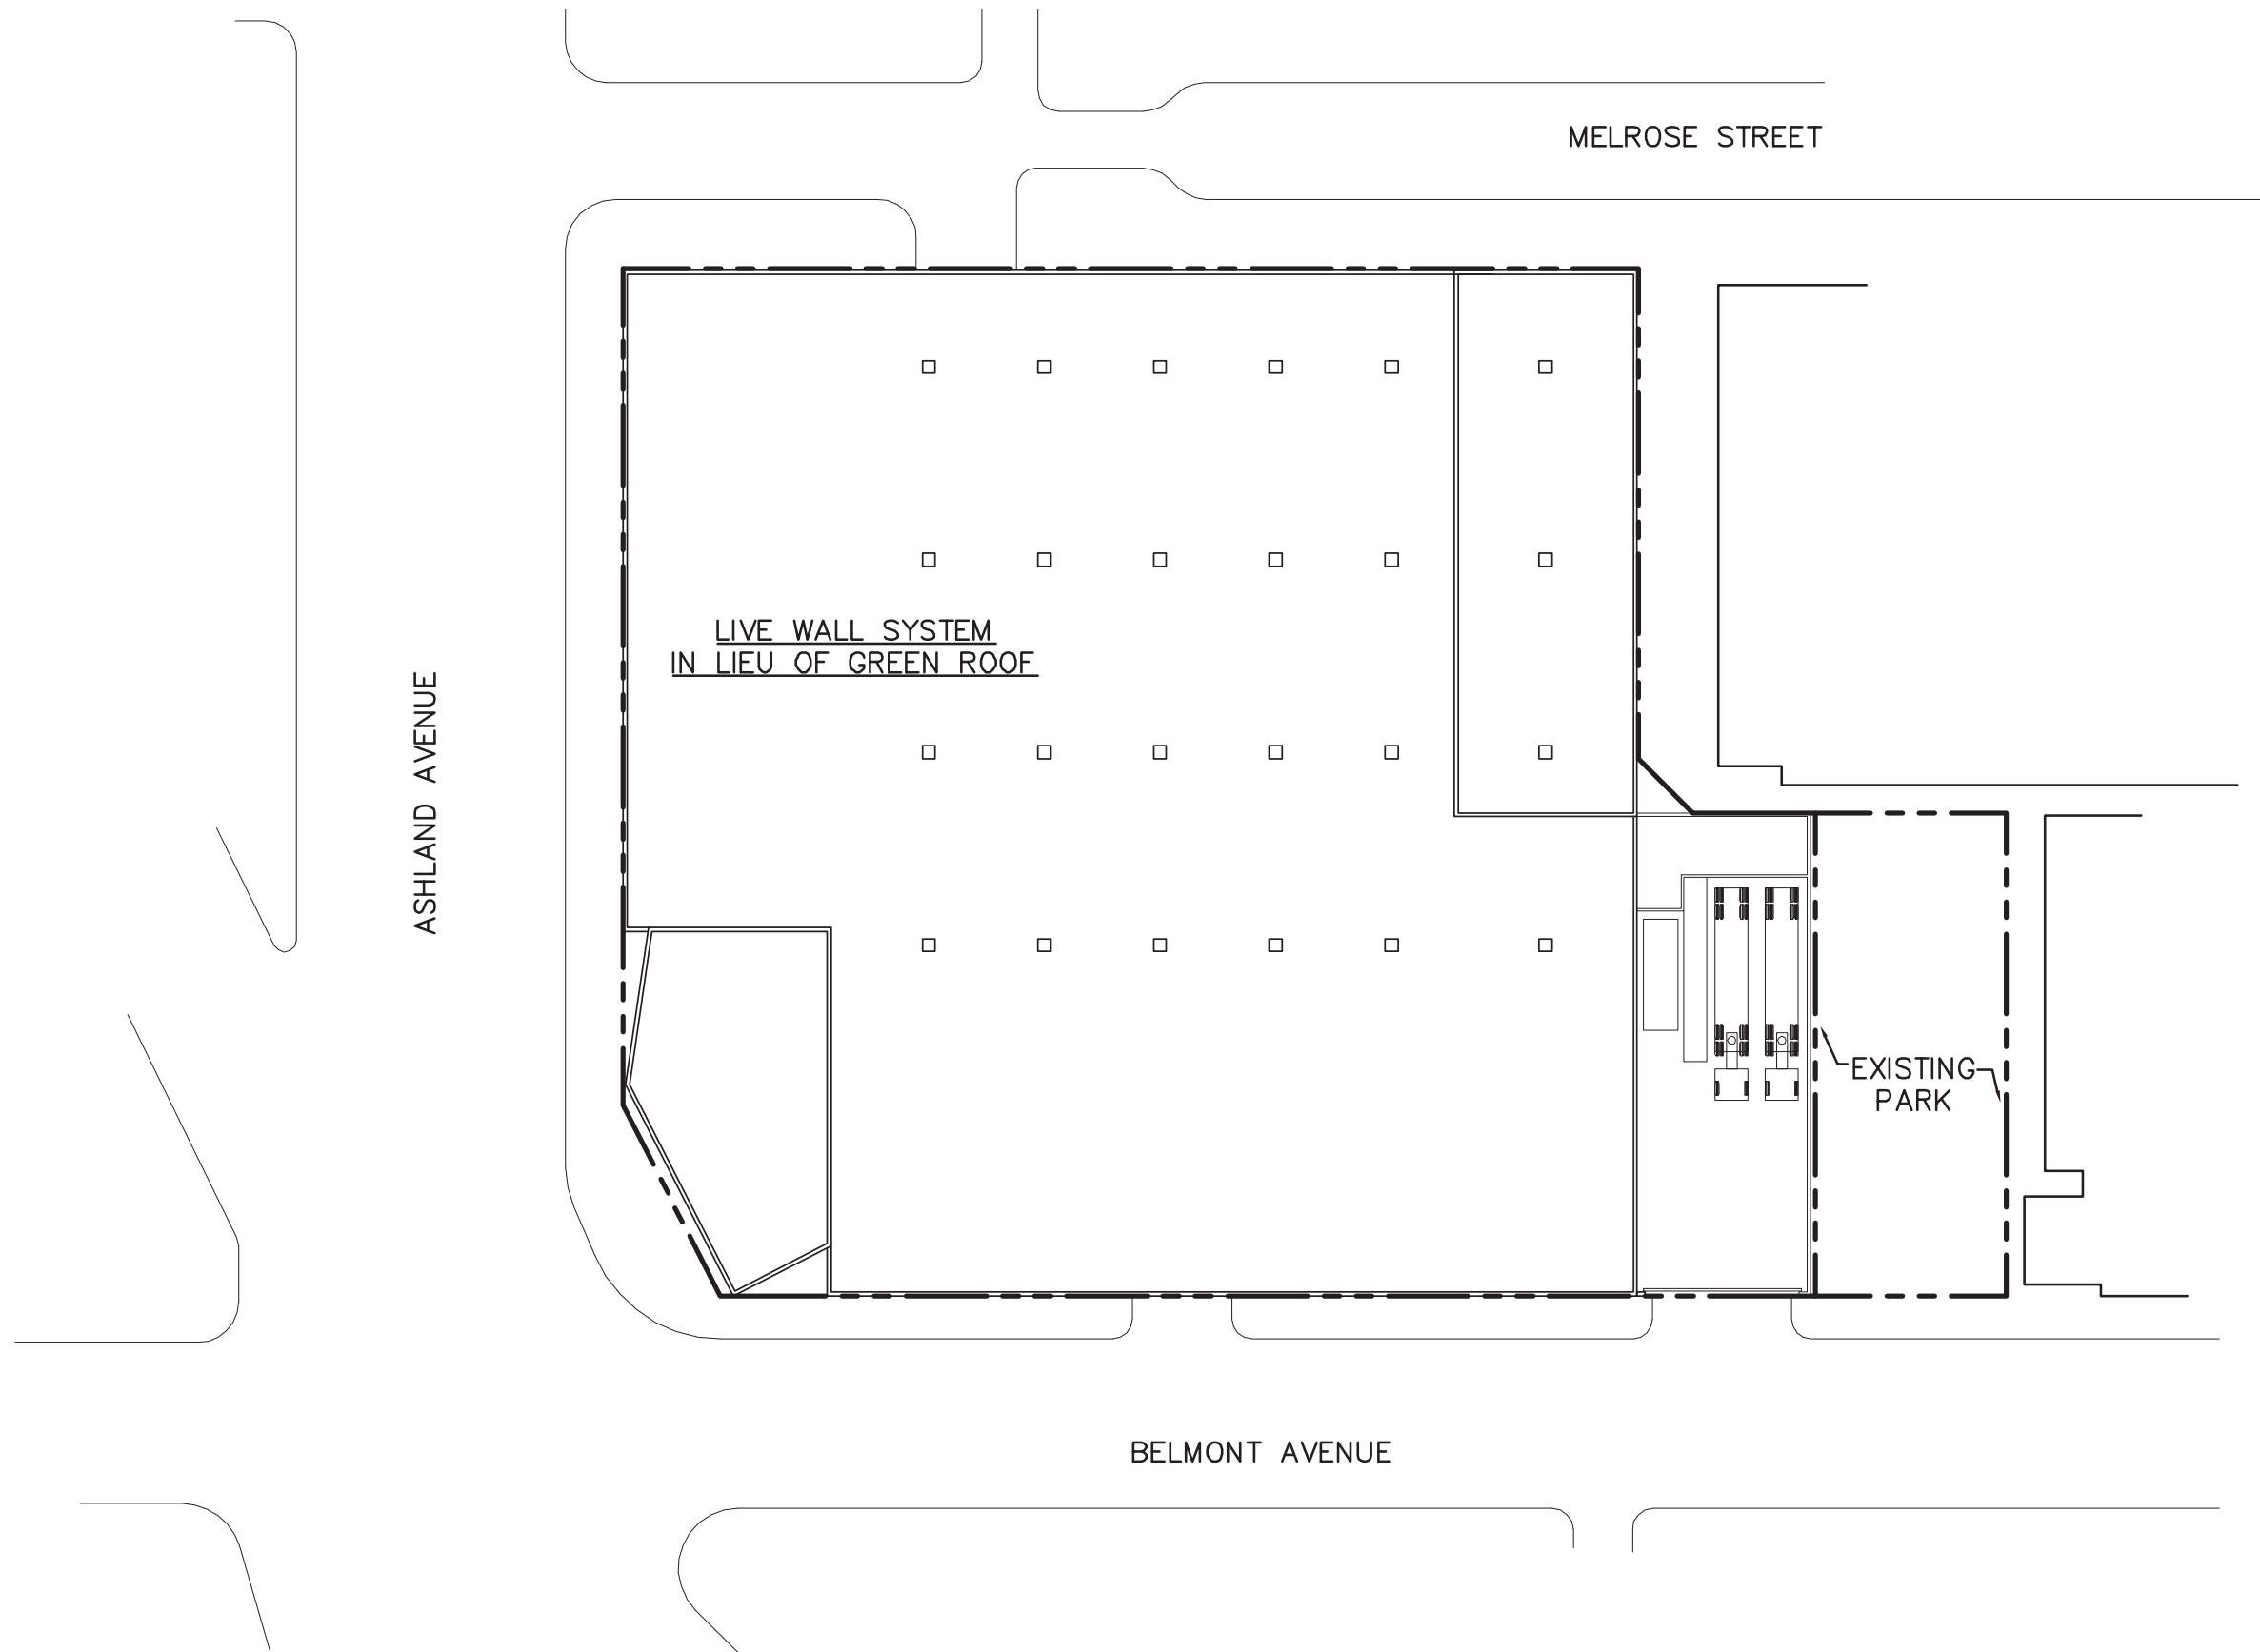 MELROSE STREET
LIVE WALL SYSTEM
IN LIEU OF GREEN ROOF
ASHLAND AVENUE
EXISTING
PARK
BELMONT AVENUE